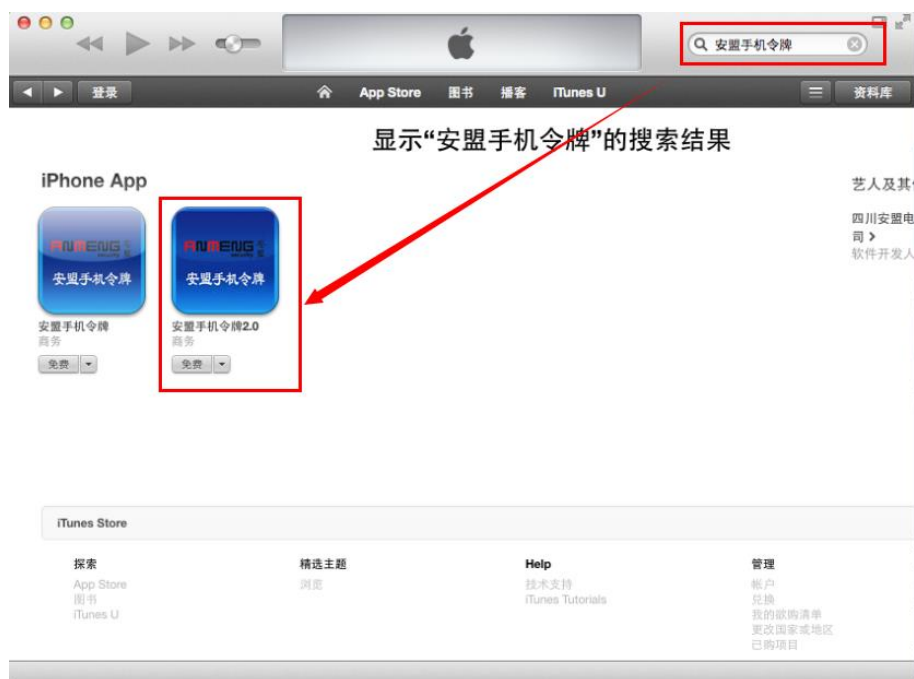 安盟手机令牌
登录
App Store 图书 播客 iTunes U
资料库
显示“安盟手机令牌”的搜索结果
iPhone App
艺人及其
四川安盟电
司 >
软件开发人
ANMENG
安盟手机令牌
ANMENG
安盟手机令牌
安盟手机令牌
商务
免费
安盟手机令牌2.0
商务
免费
iTunes Store
探索
App Store
图书
iTunes U
精选主题
浏览
Help
技术支持
iTunes Tutorials
管理
帐户
兑换
我的欲购清单
更改国家或地区
已购项目